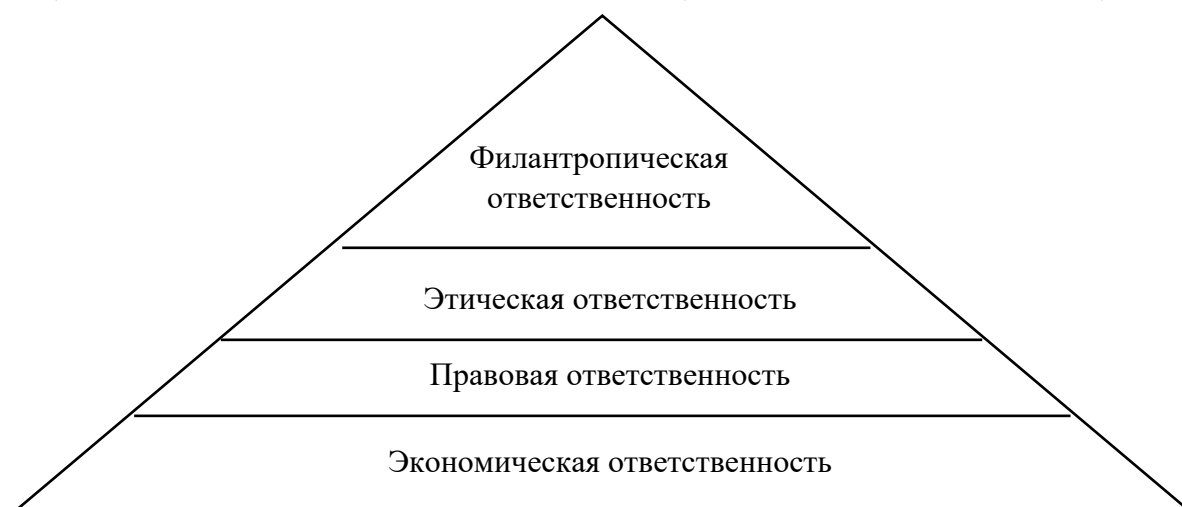 Филантропическая
ответственность
Этическая ответственность
Правовая ответственность
Экономическая ответственность